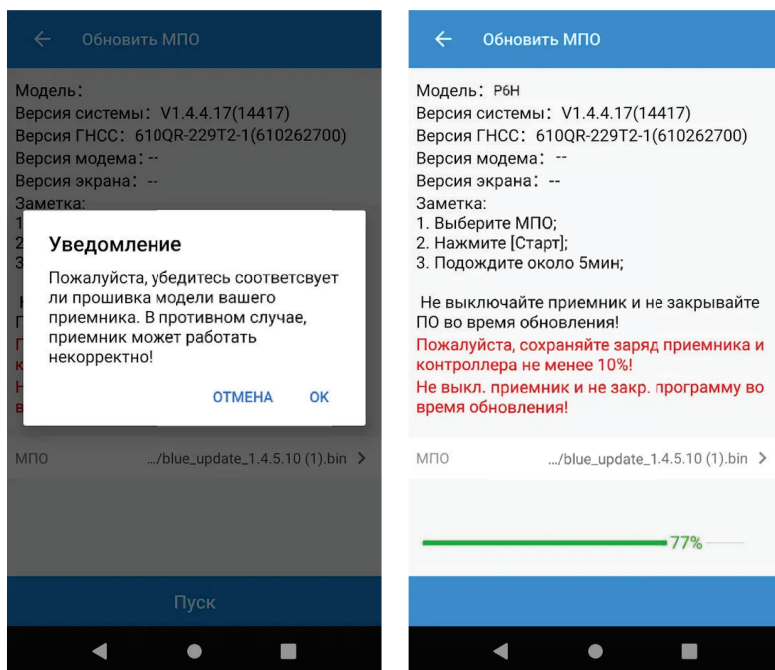 Обновить МПО
Модель:
Версия системы: V1.4.4.17(14417)
Версия ГНСС: 610QR-229T2-1(610262700)
Версия модема: --
Версия экрана: --
Заметка:
1
2
3
Уведомление
Пожалуйста, убедитесь соответсвует
ли прошивка модели вашего
приемника. В противном случае,
приемник может работать
некорректно!
ОТМЕНА OK
МПО .../blue_update_1.4.5.10 (1).bin >
Пуск
Обновить МПО
Модель: P6H
Версия системы: V1.4.4.17(14417)
Версия ГНСС: 610QR-229T2-1(610262700)
Версия модема: --
Версия экрана: --
Заметка:
1. Выберите МПО;
2. Нажмите [Старт];
3. Подождите около 5мин;
Не выключайте приемник и не закрывайте
ПО во время обновления!
Пожалуйста, сохраняйте заряд приемника и
контроллера не менее 10%!
Не выкл. приемник и не закр. программу во
время обновления!
МПО .../blue_update_1.4.5.10 (1).bin >
77%